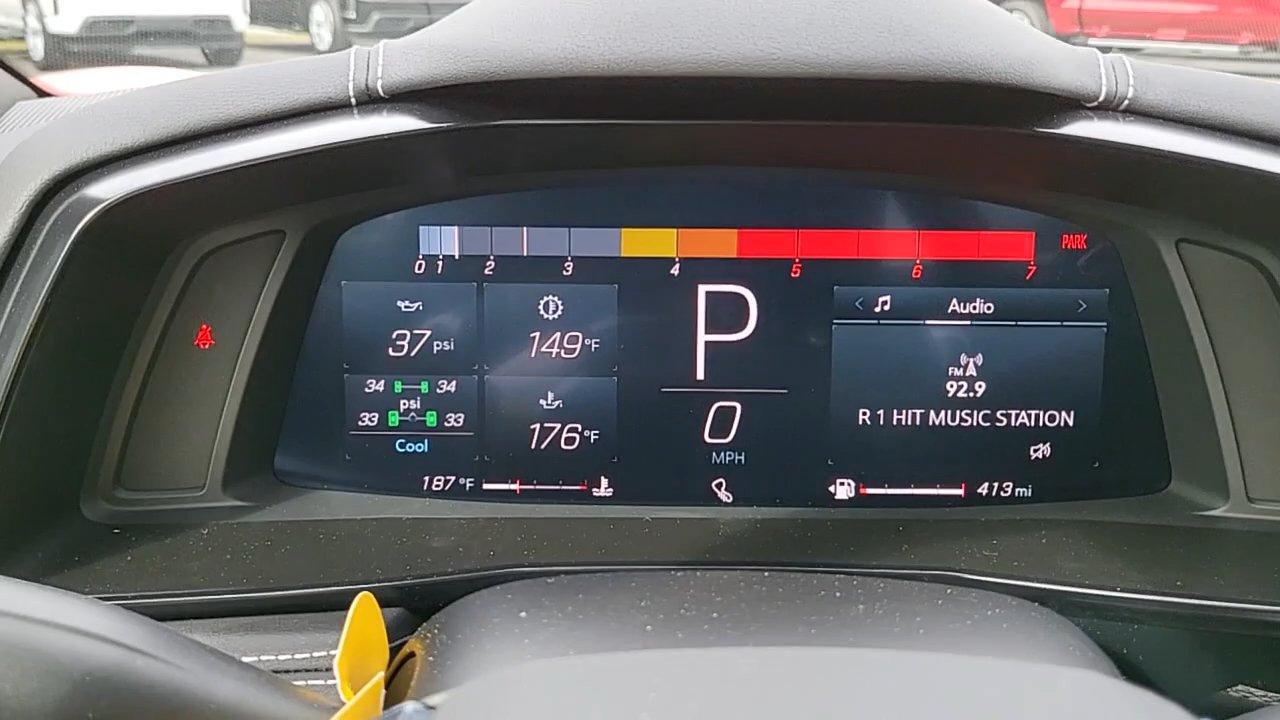 PARK
0 1 2 3 4 5 6 7
37 psi
149 °F
P
Audio
34 34
psi
33 33
Cool
176 °F
0
MPH
FM
92.9
R 1 HIT MUSIC STATION
187 °F
413 mi